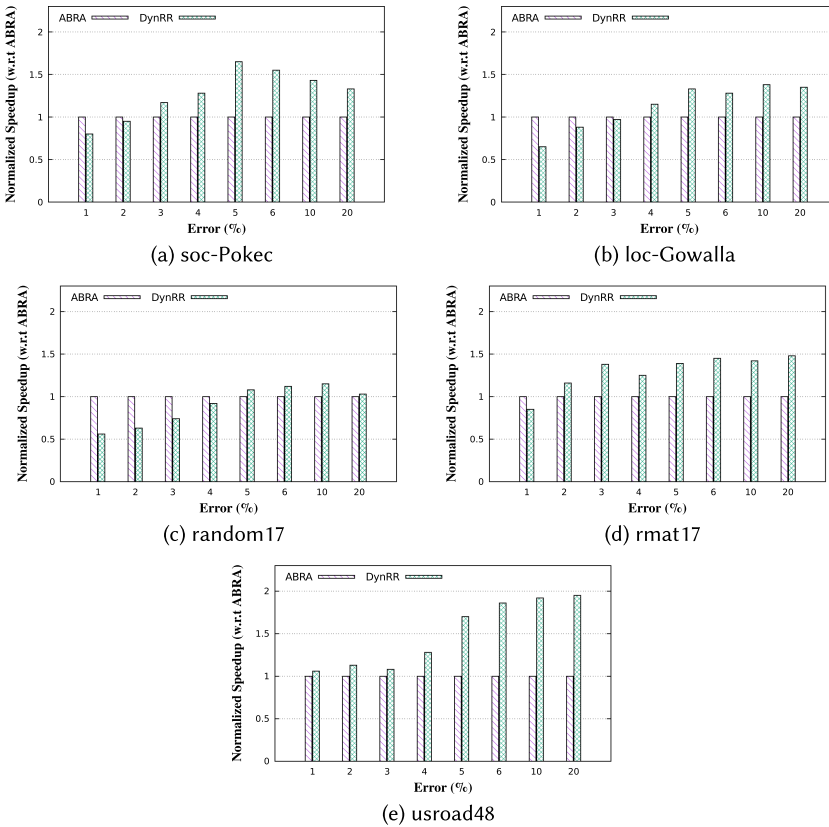 ABRA DynRR
Normalized Speedup (w.r.t ABRA)
2
1.5
1
0.5
0
1 2 3 4 5 6 10 20
Error (%)
(a) soc-Pokec
ABRA DynRR
Normalized Speedup (w.r.t ABRA)
2
1.5
1
0.5
0
1 2 3 4 5 6 10 20
Error (%)
(b) loc-Gowalla
ABRA DynRR
Normalized Speedup (w.r.t ABRA)
2
1.5
1
0.5
0
1 2 3 4 5 6 10 20
Error (%)
(c) random17
ABRA DynRR
Normalized Speedup (w.r.t ABRA)
2
1.5
1
0.5
0
1 2 3 4 5 6 10 20
Error (%)
(d) rmat17
ABRA DynRR
Normalized Speedup (w.r.t ABRA)
2
1.5
1
0.5
0
1 2 3 4 5 6 10 20
Error (%)
(e) usroad48